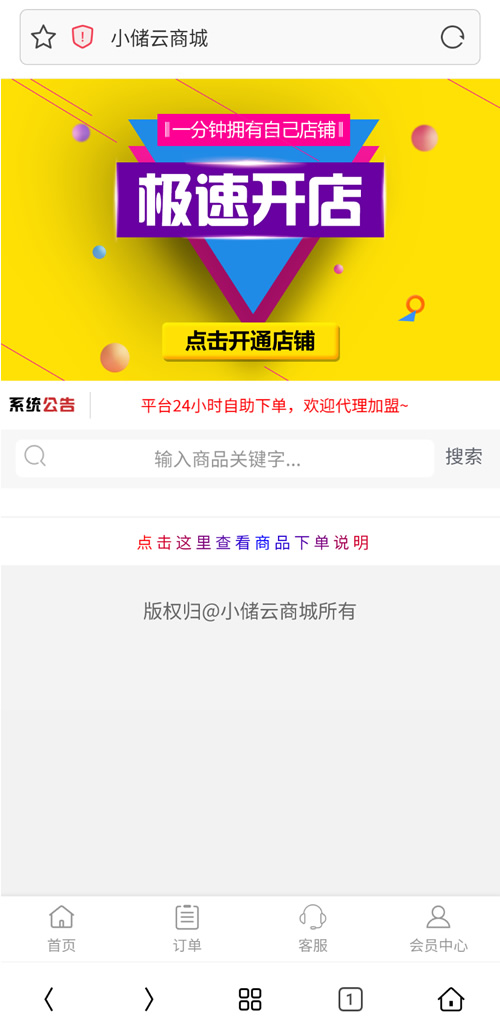 小储云商城
一分钟拥有自己店铺
极速开店
点击开通店铺
系统公告
平台24小时自助下单，欢迎代理加盟~
输入商品关键字...
搜索
点击这里查看商品下单说明
版权归@小储云商城所有
首页
订单
客服
会员中心
1